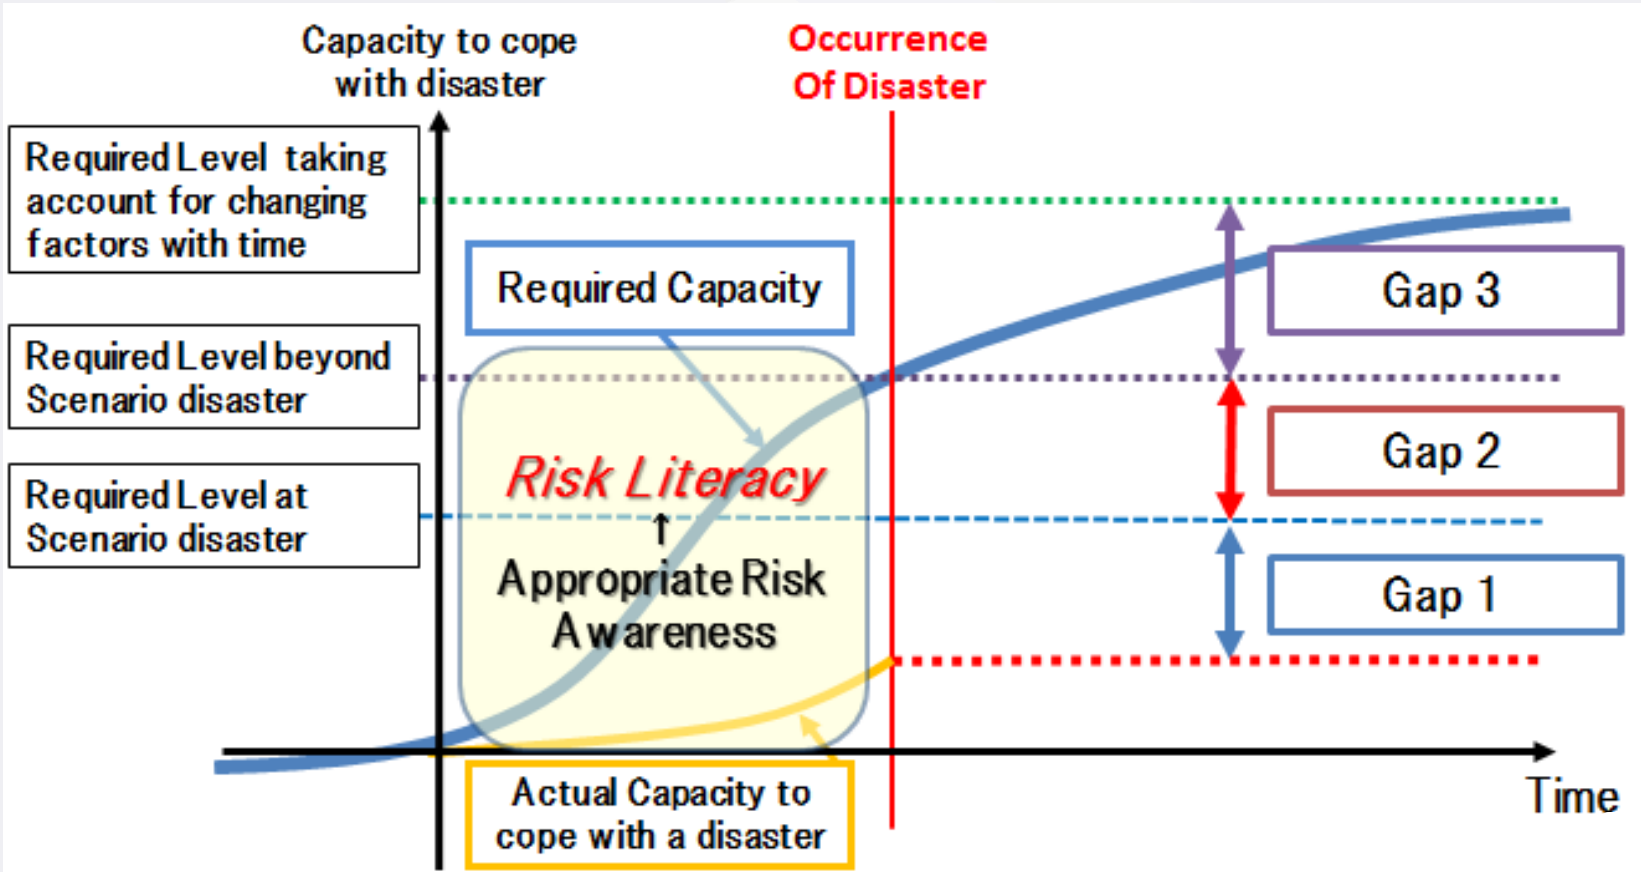 Capacity to cope
with disaster
Occurrence
Of Disaster
Required Level taking
account for changing
factors with time
Required Capacity
Gap 3
Required Level beyond
Scenario disaster
Gap 2
Required Level at
Scenario disaster
Risk Literacy
↑
Appropriate Risk
Awareness
Gap 1
Actual Capacity to
cope with a disaster
Time